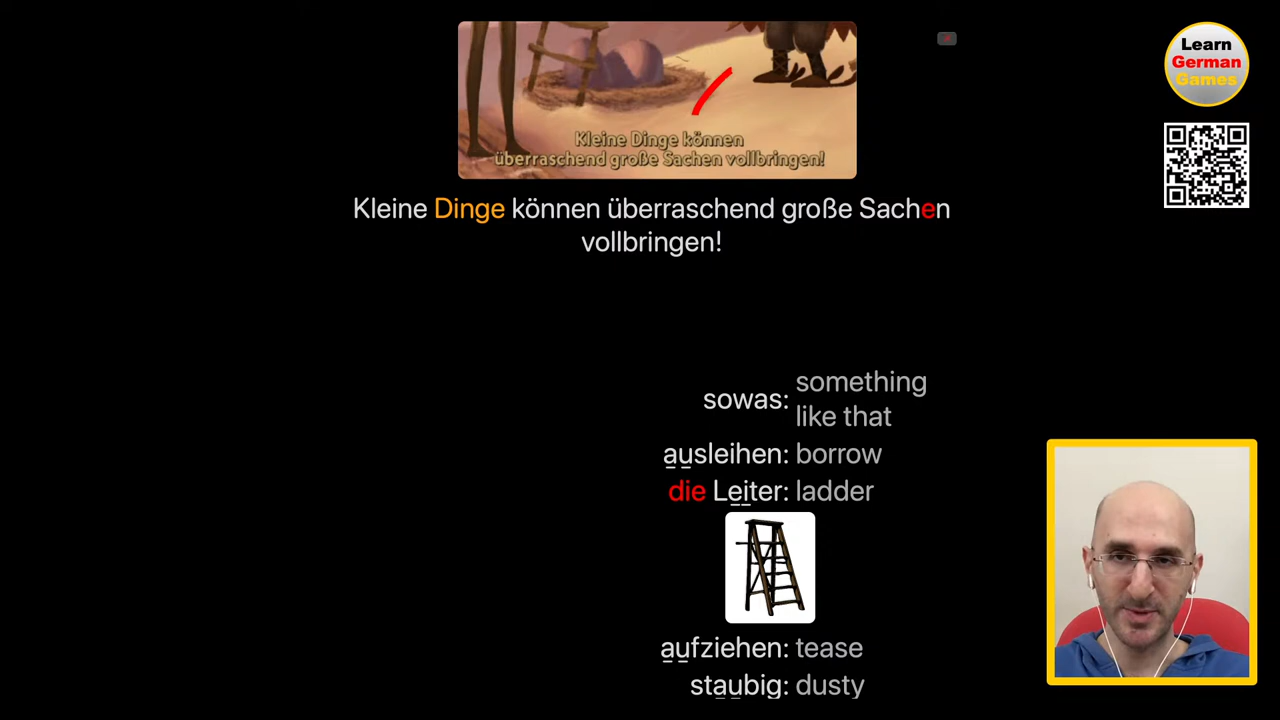 Learn
German
Games
Kleine Dinge können
überraschend große Sachen vollbringen!
Kleine Dinge können überraschend große Sachen
vollbringen!
sowas: something
like that
ausleihen: borrow
die Leiter: ladder
aufziehen: tease
staubig: dusty